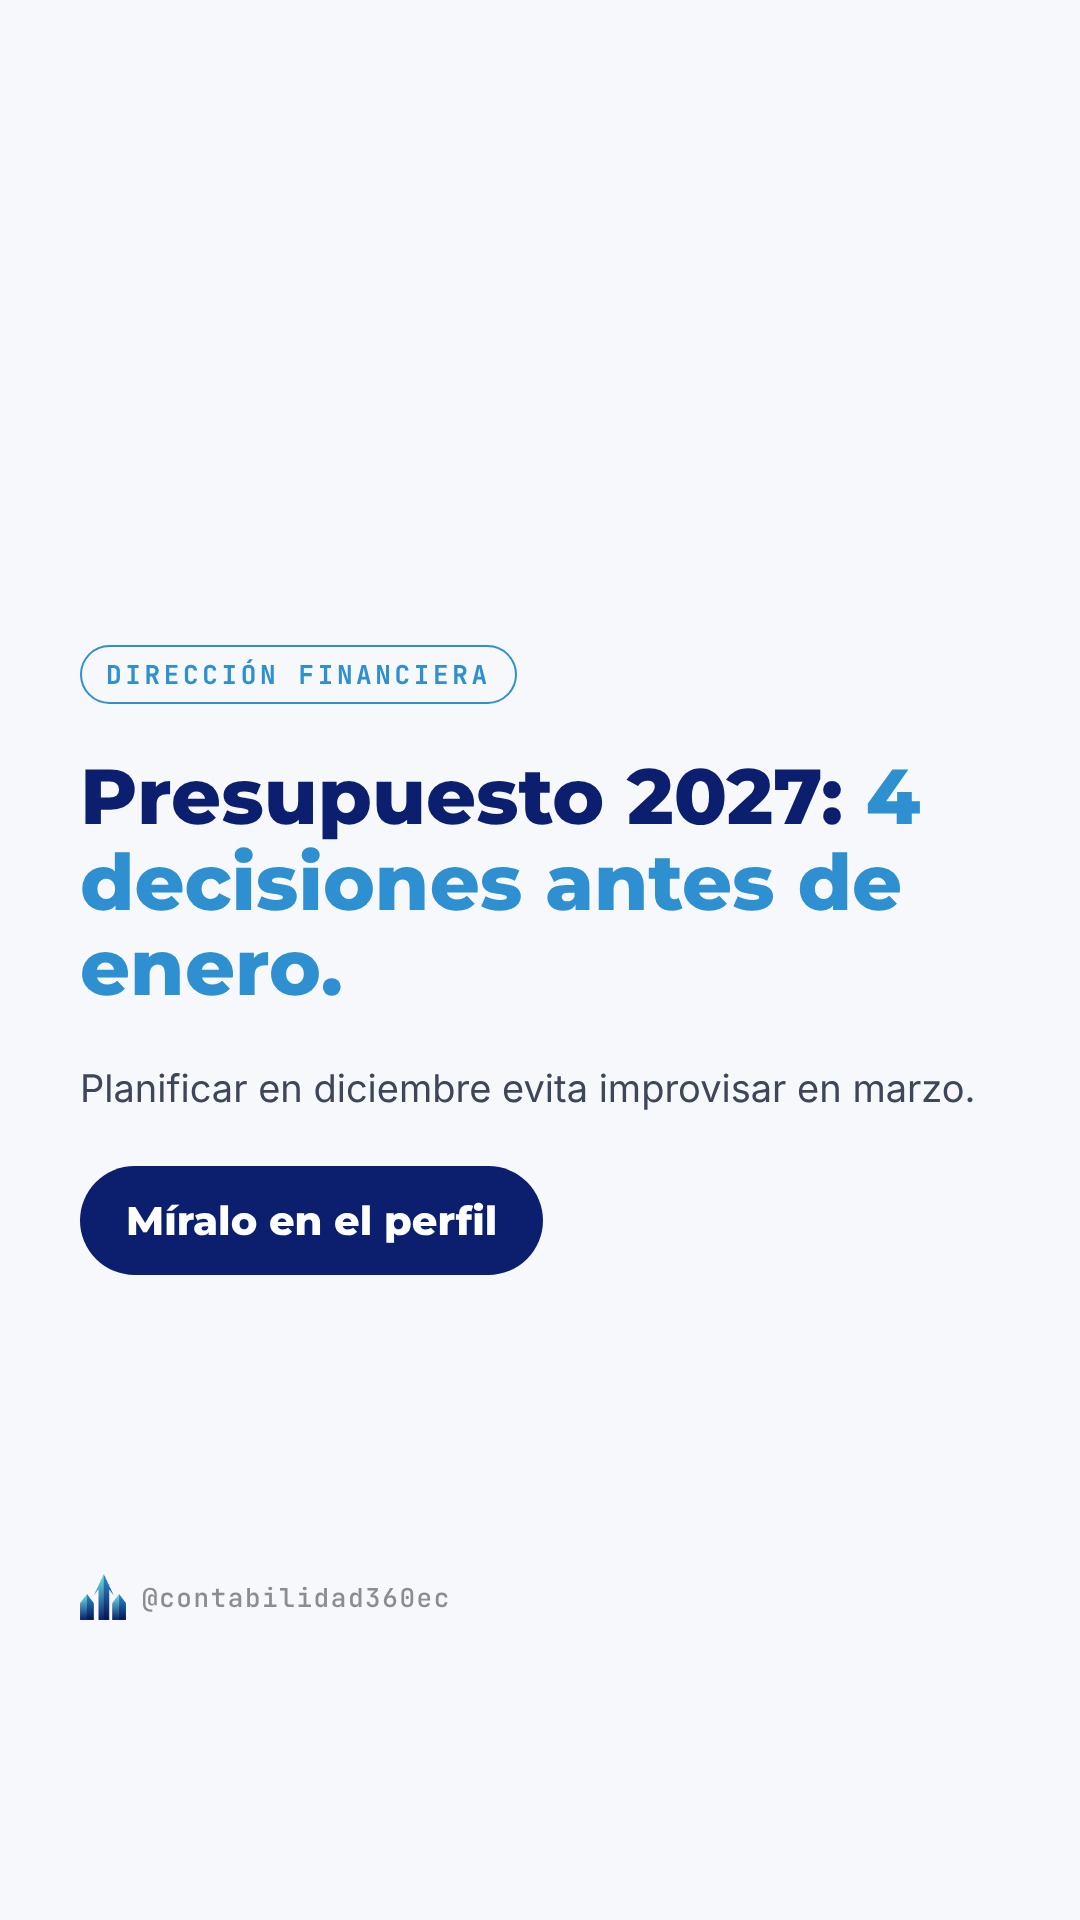 DIRECCIÓN FINANCIERA
Presupuesto 2027: 4
decisiones antes de
enero.
Planificar en diciembre evita improvisar en marzo.
Míralo en el perfil
@contabilidad360ec